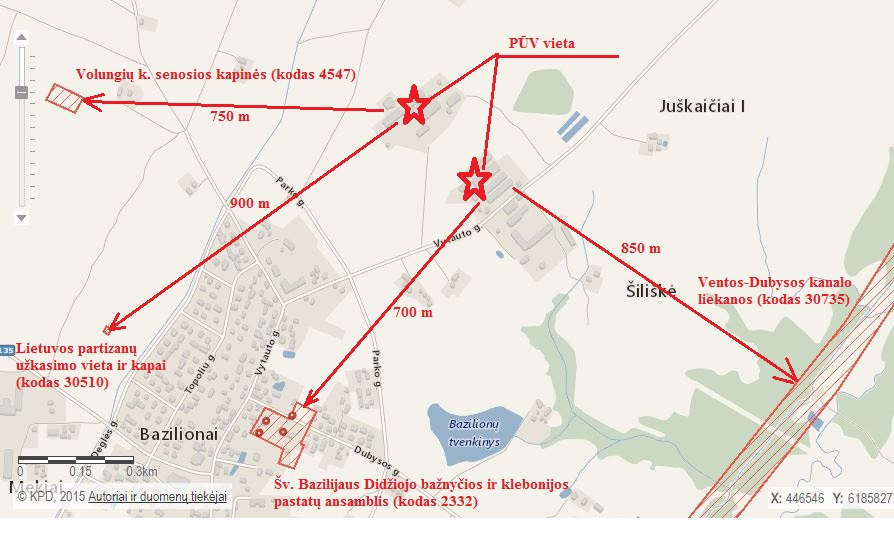 PŪV vieta
Volungių k. senosios kapinės (kodas 4547)
750 m
Juškaičiai I
Parko g.
900 m
Vytauto g.
850 m
Šiliskė
Ventos-Dubysos kanalo
liekanos (kodas 30735)
700 m
135
Lietuvos partizanų
užkasimo vieta ir kapai
(kodas 30510)
Topolių g.
Vytauto g.
Parko g.
Bazilionų
tvenkinys
Bazilionai
Deglės g.
Dubysos g.
0 0.15 0.3km
Mekiai
Šv. Bazilijaus Didžiojo bažnyčios ir klebonijos
pastatų ansamblis (kodas 2332)
© KPD, 2015 Autoriai ir duomenų tiekėjai
X: 446546 Y: 6185827